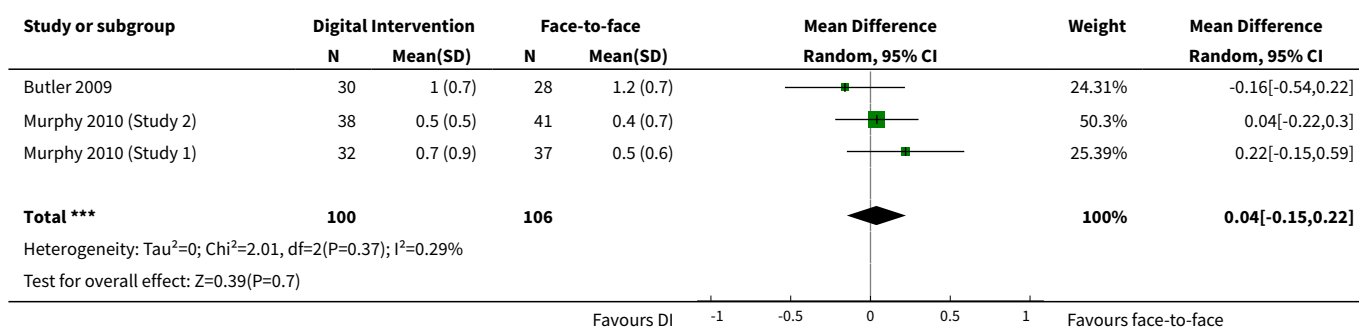 Study or subgroup Digital Intervention Face-to-face Mean Difference Weight Mean Difference
N Mean(SD) N Mean(SD) Random, 95% CI Random, 95% CI
Butler 2009 30 1 (0.7) 28 1.2 (0.7) 24.31% -0.16[-0.54,0.22]
Murphy 2010 (Study 2) 38 0.5 (0.5) 41 0.4 (0.7) 50.3% 0.04[-0.22,0.3]
Murphy 2010 (Study 1) 32 0.7 (0.9) 37 0.5 (0.6) 25.39% 0.22[-0.15,0.59]
Total *** 100 106 100% 0.04[-0.15,0.22]
Heterogeneity: Tau²=0; Chi²=2.01, df=2(P=0.37); I²=0.29%
Test for overall effect: Z=0.39(P=0.7)
Favours DI -1 -0.5 0 0.5 1 Favours face-to-face